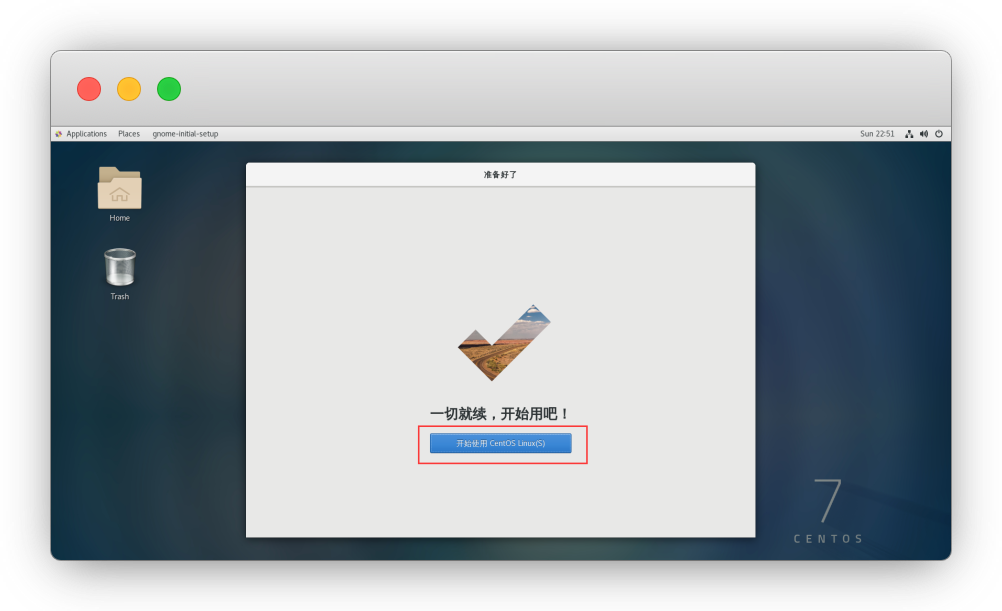 Applications Places gnome-initial-setup Sun 22:51
准备好了
Home
Trash
一切就续，开始用吧！
开始使用 CentOS Linux(S)
7
CENTOS